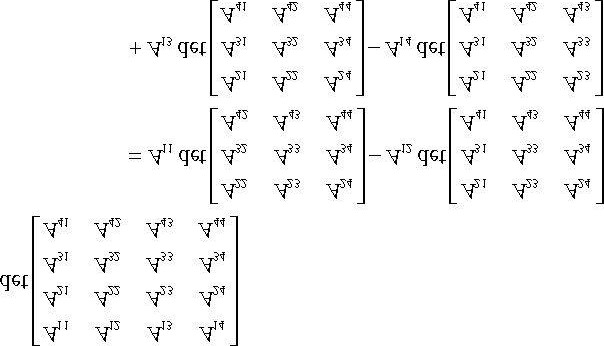 A₁₁ A₁₂ A₁₃ A₁₄
A₂₁ A₂₂ A₂₃ A₂₄
det
A₃₁ A₃₂ A₃₃ A₃₄
A₄₁ A₄₂ A₄₃ A₄₄
A₂₂ A₂₃ A₂₄ A₂₁ A₂₃ A₂₄
= A₁₁ det A₃₂ A₃₃ A₃₄ − A₁₂ det A₃₁ A₃₃ A₃₄
A₄₂ A₄₃ A₄₄ A₄₁ A₄₃ A₄₄
A₂₁ A₂₂ A₂₄ A₂₁ A₂₂ A₂₃
+ A₁₃ det A₃₁ A₃₂ A₃₄ − A₁₄ det A₃₁ A₃₂ A₃₃
A₄₁ A₄₂ A₄₄ A₄₁ A₄₂ A₄₃